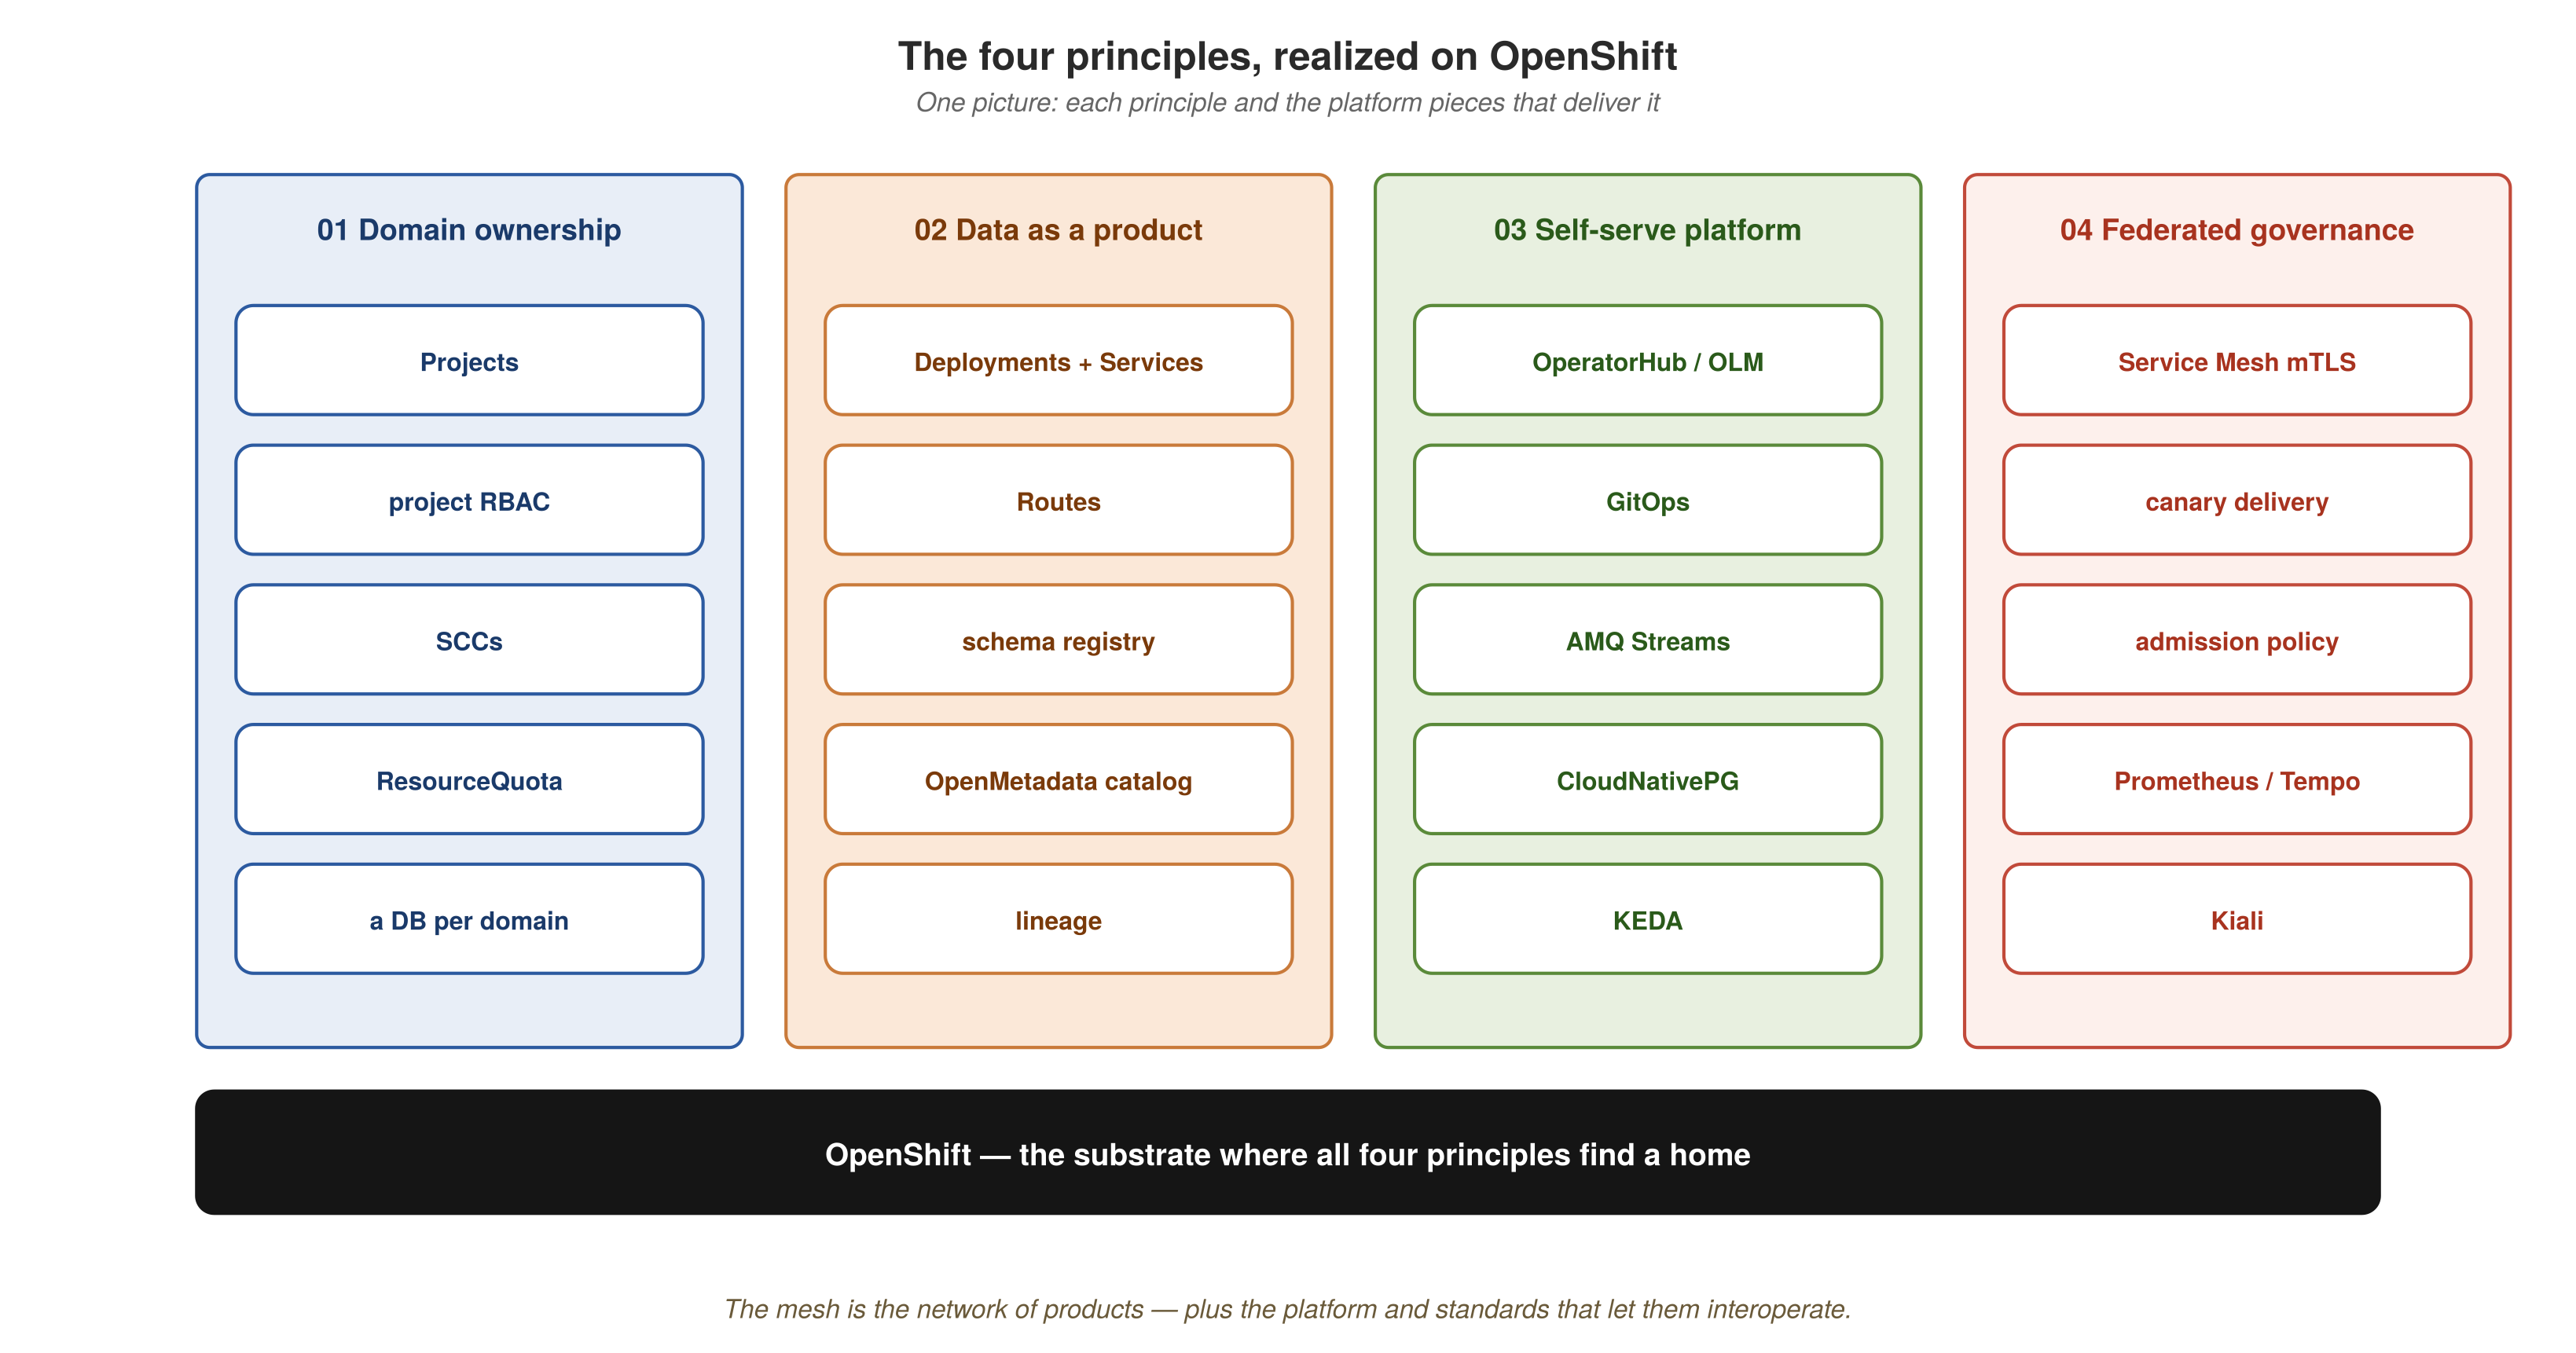 The four principles, realized on OpenShift
One picture: each principle and the platform pieces that deliver it
01 Domain ownership
Projects
project RBAC
SCCs
ResourceQuota
a DB per domain
02 Data as a product
Deployments + Services
Routes
schema registry
OpenMetadata catalog
lineage
03 Self-serve platform
OperatorHub / OLM
GitOps
AMQ Streams
CloudNativePG
KEDA
04 Federated governance
Service Mesh mTLS
canary delivery
admission policy
Prometheus / Tempo
Kiali
OpenShift — the substrate where all four principles find a home
The mesh is the network of products — plus the platform and standards that let them interoperate.